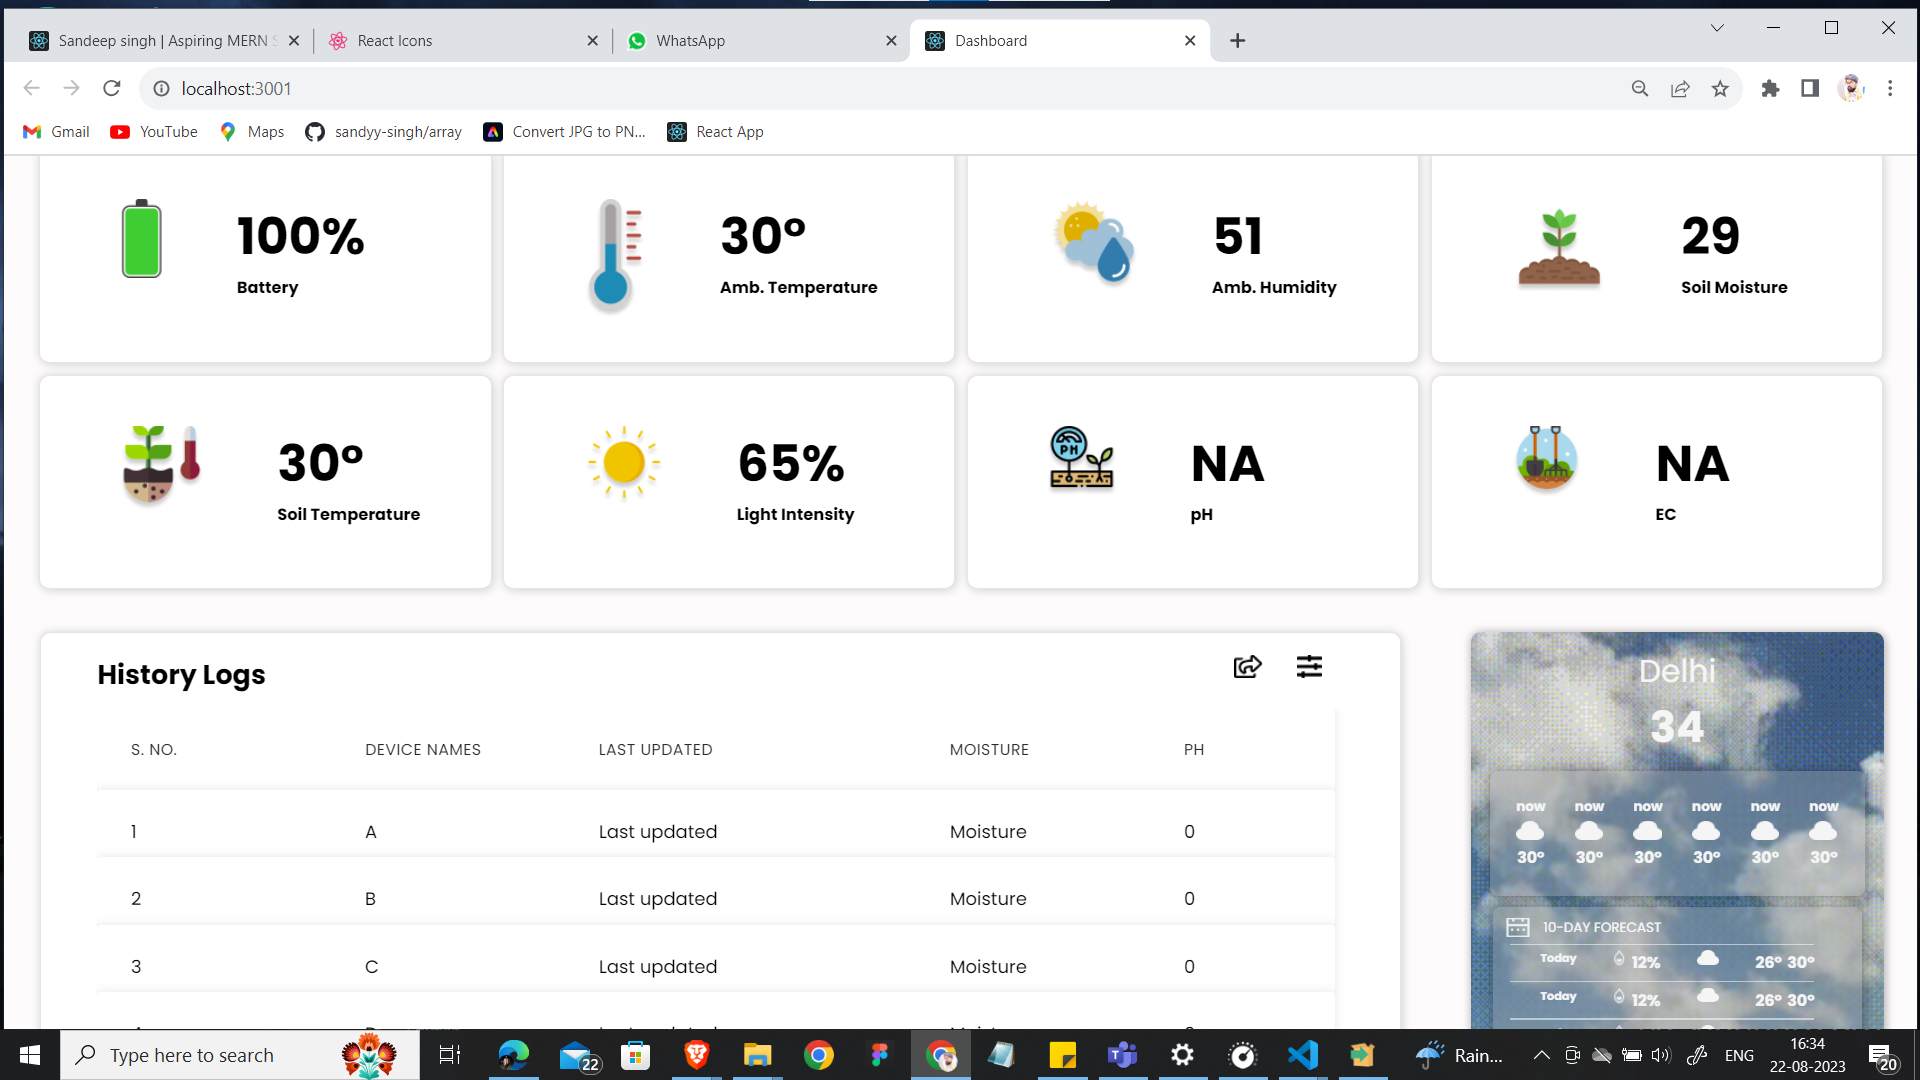 Sandeep singh | Aspiring MERN S
React Icons
WhatsApp
Dashboard
localhost:3001
Gmail
YouTube
Maps
sandyy-singh/array
Convert JPG to PN...
React App
100%
Battery
30°
Amb. Temperature
51
Amb. Humidity
29
Soil Moisture
30°
Soil Temperature
65%
Light Intensity
PH
NA
pH
NA
EC
History Logs
S. NO. DEVICE NAMES LAST UPDATED MOISTURE PH
1 A Last updated Moisture 0
2 B Last updated Moisture 0
3 C Last updated Moisture 0
Delhi
34
now now now now now now
30° 30° 30° 30° 30° 30°
10-DAY FORECAST
Today 12% 26° 30°
Today 12% 26° 30°
Type here to search
22
Rain...
ENG
16:34
22-08-2023
20